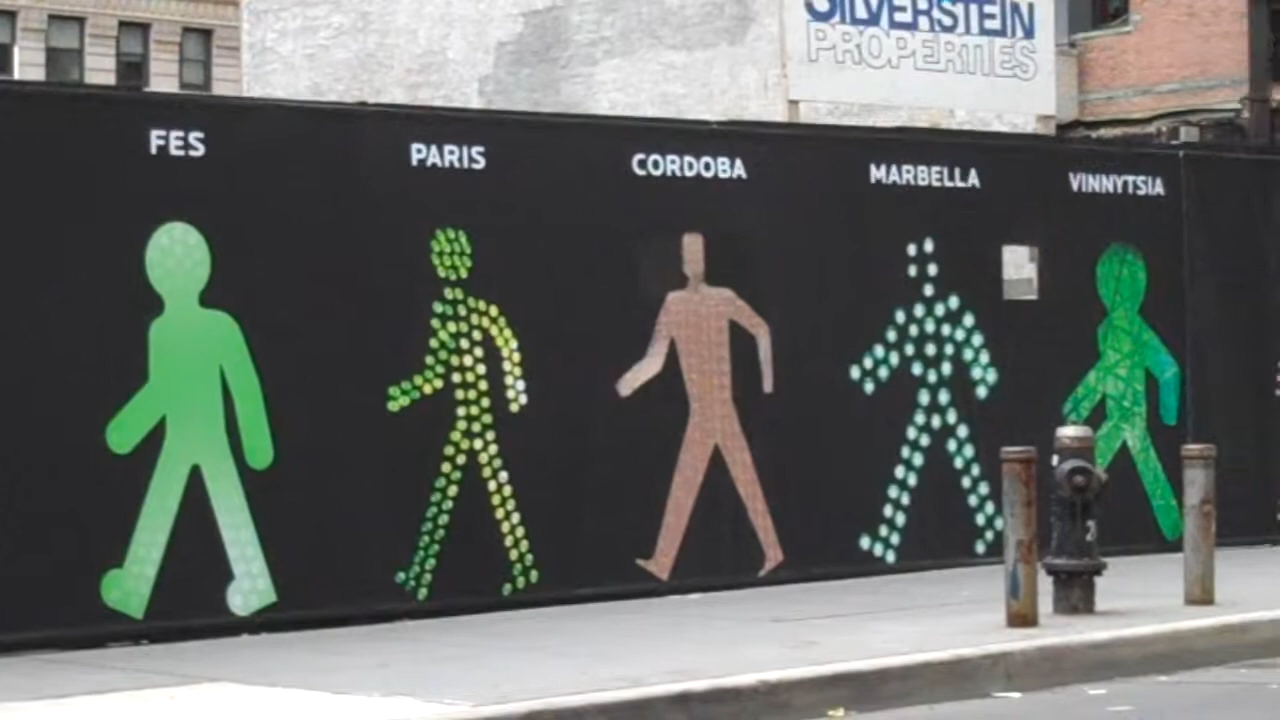 SILVERSTEIN
PROPERTIES
FES
PARIS
CORDOBA
MARBELLA
VINNYTSIA